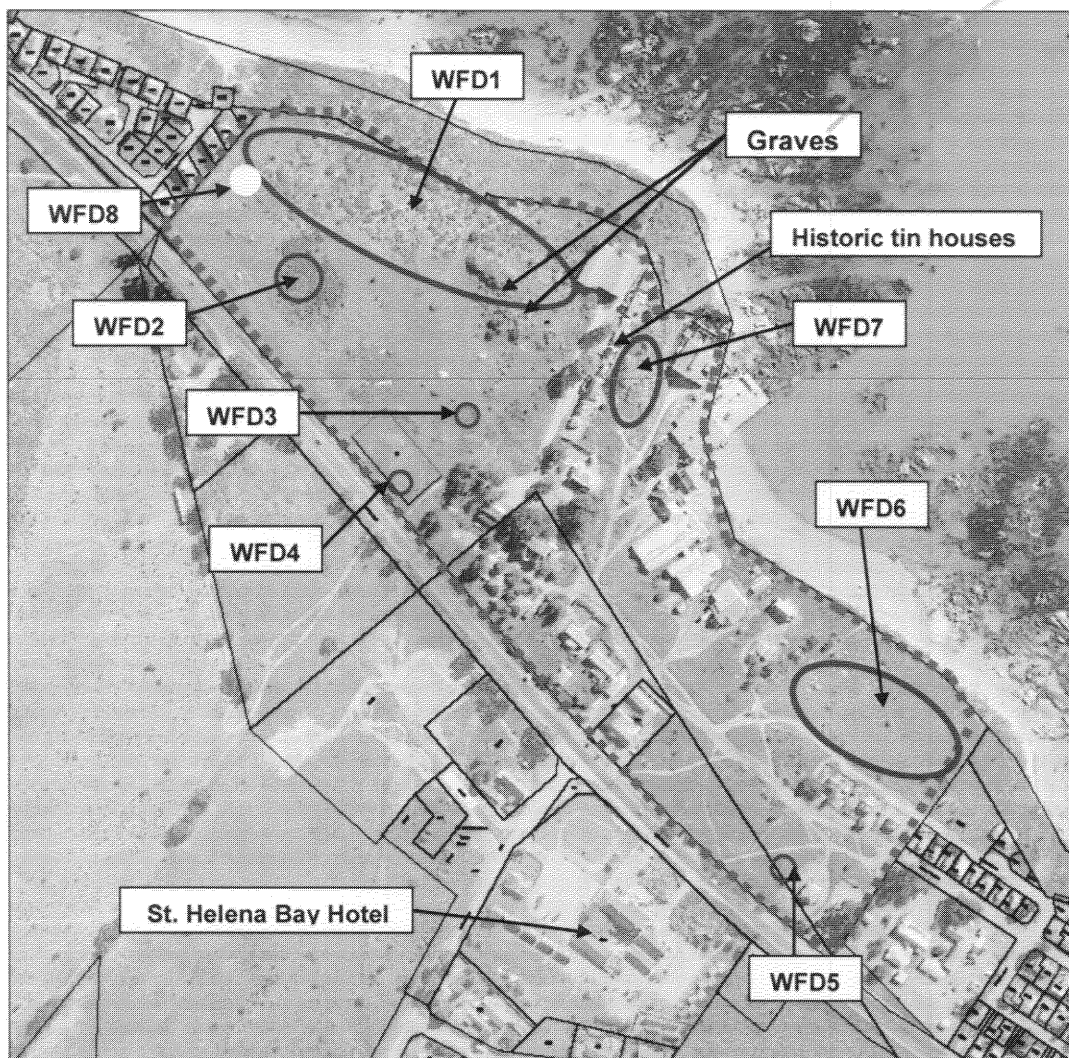 WFD1
Graves
WFD8
Historic tin houses
WFD2
WFD7
WFD3
WFD6
WFD4
St. Helena Bay Hotel
WFD5